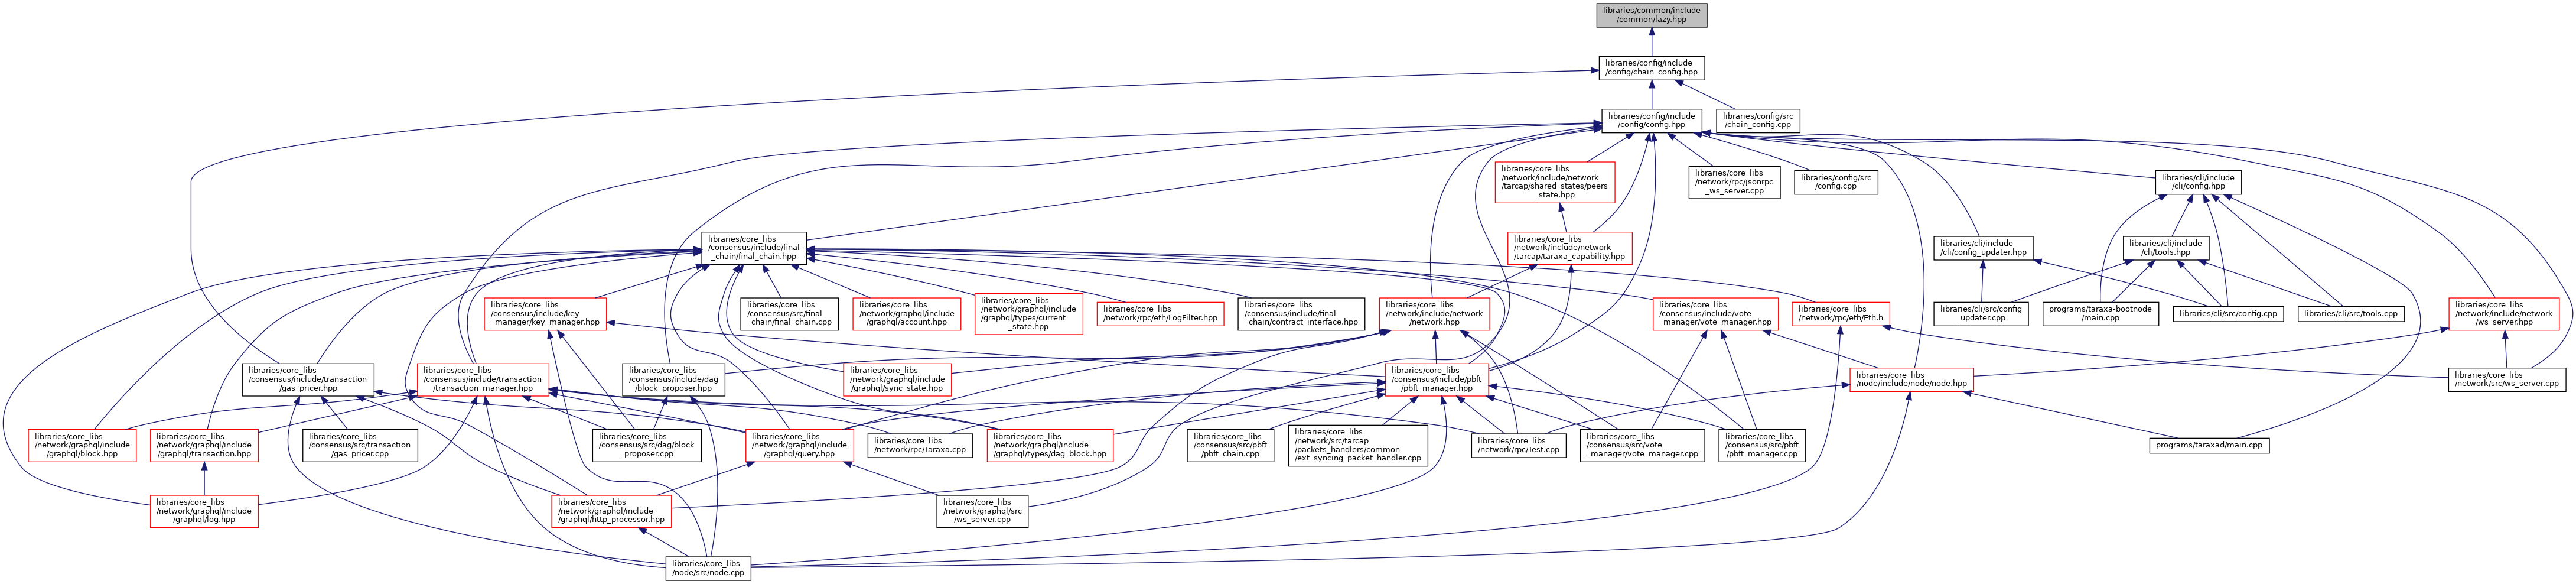 libraries/common/include
/common/lazy.hpp
libraries/config/include
/config/chain_config.hpp
libraries/config/include
/config/config.hpp
libraries/config/src
/chain_config.cpp
libraries/core_libs
/network/include/network
/tarcap/shared_states/peers
_state.hpp
libraries/core_libs
/network/rpc/jsonrpc
_ws_server.cpp
libraries/config/src
/config.cpp
libraries/cli/include
/cli/config.hpp
libraries/core_libs
/consensus/include/final
_chain/final_chain.hpp
libraries/core_libs
/network/include/network
/tarcap/taraxa_capability.hpp
libraries/cli/include
/cli/config_updater.hpp
libraries/cli/include
/cli/tools.hpp
libraries/core_libs
/consensus/include/key
_manager/key_manager.hpp
libraries/core_libs
/consensus/src/final
_chain/final_chain.cpp
libraries/core_libs
/network/graphql/include
/graphql/account.hpp
libraries/core_libs
/network/graphql/include
/graphql/types/current
_state.hpp
libraries/core_libs
/network/rpc/eth/LogFilter.hpp
libraries/core_libs
/consensus/include/final
_chain/contract_interface.hpp
libraries/core_libs
/network/include/network
/network.hpp
libraries/core_libs
/consensus/include/vote
_manager/vote_manager.hpp
libraries/core_libs
/network/rpc/eth/Eth.h
libraries/cli/src/config
_updater.cpp
programs/taraxa-bootnode
/main.cpp
libraries/cli/src/config.cpp
libraries/cli/src/tools.cpp
libraries/core_libs
/network/include/network
/ws_server.hpp
libraries/core_libs
/consensus/include/transaction
/gas_pricer.hpp
libraries/core_libs
/consensus/include/transaction
/transaction_manager.hpp
libraries/core_libs
/consensus/include/dag
/block_proposer.hpp
libraries/core_libs
/network/graphql/include
/graphql/sync_state.hpp
libraries/core_libs
/consensus/include/pbft
/pbft_manager.hpp
libraries/core_libs
/node/include/node/node.hpp
libraries/core_libs
/network/src/ws_server.cpp
libraries/core_libs
/network/graphql/include
/graphql/block.hpp
libraries/core_libs
/network/graphql/include
/graphql/transaction.hpp
libraries/core_libs
/consensus/src/transaction
/gas_pricer.cpp
libraries/core_libs
/consensus/src/dag/block
_proposer.cpp
libraries/core_libs
/network/graphql/include
/graphql/query.hpp
libraries/core_libs
/network/rpc/Taraxa.cpp
libraries/core_libs
/network/graphql/include
/graphql/types/dag_block.hpp
libraries/core_libs
/consensus/src/pbft
/pbft_chain.cpp
libraries/core_libs
/network/src/tarcap
/packets_handlers/common
/ext_syncing_packet_handler.cpp
libraries/core_libs
/network/rpc/Test.cpp
libraries/core_libs
/consensus/src/vote
_manager/vote_manager.cpp
libraries/core_libs
/consensus/src/pbft
/pbft_manager.cpp
programs/taraxad/main.cpp
libraries/core_libs
/network/graphql/include
/graphql/log.hpp
libraries/core_libs
/network/graphql/include
/graphql/http_processor.hpp
libraries/core_libs
/network/graphql/src
/ws_server.cpp
libraries/core_libs
/node/src/node.cpp